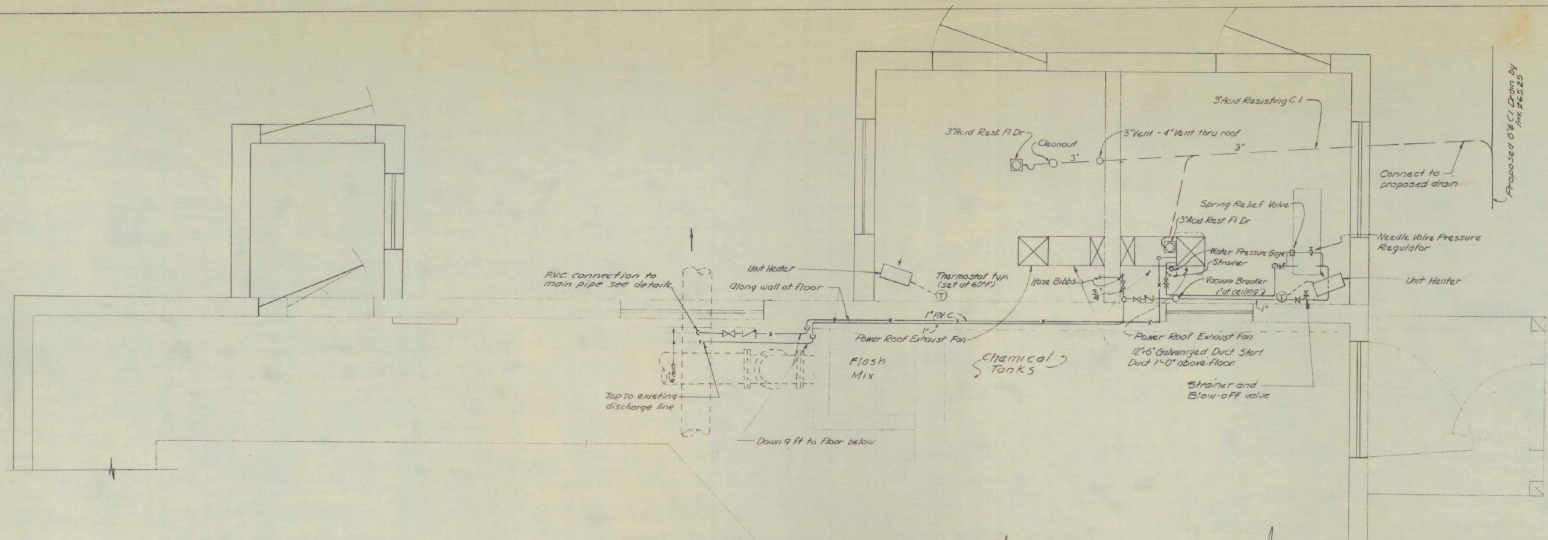 3"Acid Resisting C.I.
3"Acid Rest. Fl. Dr
Cleanout
3"
3"Vent - 4"Vent thru roof
3"
Proposed 6"ø C.I. Drain by
Connect to
proposed drain
Spring Relief Valve
3"Acid Rest. Fl. Dr
Needle Valve Pressure
Regulator
Water Pressure Gage
Strainer
P.V.C. connection to
main pipe see details
Unit Heater
Along wall at floor
Thermostat typ.
(set at 60°F)
Hose Bibbs
Vacuum Breaker
1" at ceiling
Unit Heater
1" P.V.C.
1"
1"
Power Roof Exhaust Fan
Power Roof Exhaust Fan
12"x6" Galvanized Duct. Start
Duct 1'-0" above floor
Flash
Mix
Chemical
Tanks
Strainer and
Blow-off valve
Tap to existing
discharge line
Down 9 ft to floor below